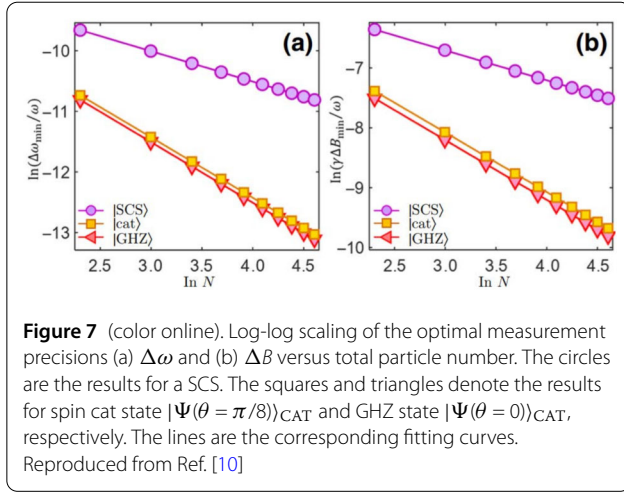 (a)
(b)
ln(Δω_min/ω)
-10
-11
-12
-13
|SCS⟩
|cat⟩
|GHZ⟩
2.5 3.0 3.5 4.0 4.5
In N
ln(γΔB_min/ω)
-7
-8
-9
-10
|SCS⟩
|cat⟩
|GHZ⟩
2.5 3.0 3.5 4.0 4.5
In N
Figure 7 (color online). Log-log scaling of the optimal measurement
precisions (a) Δω and (b) ΔB versus total particle number. The circles
are the results for a SCS. The squares and triangles denote the results
for spin cat state |Ψ(θ = π/8)⟩CAT and GHZ state |Ψ(θ = 0)⟩CAT,
respectively. The lines are the corresponding fitting curves.
Reproduced from Ref. [10]